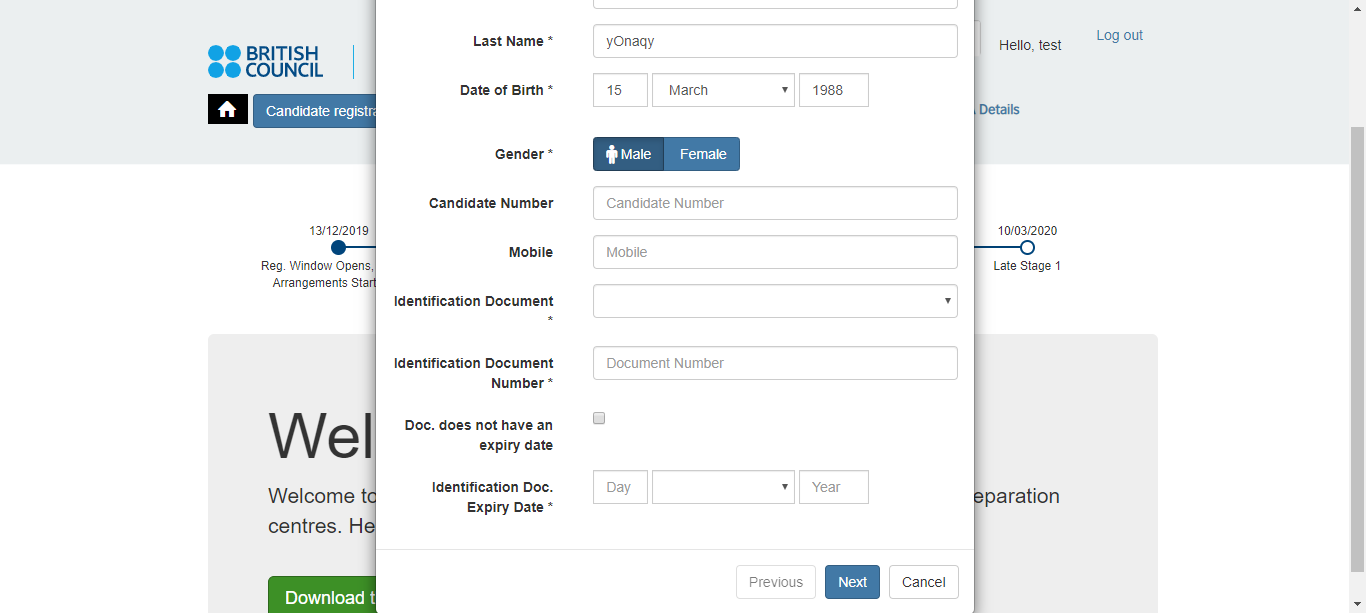 BRITISH
COUNCIL
Hello, test
Log out
Candidate registra
Details
Last Name *
yOnaqy
Date of Birth *
15
March
1988
Gender *
Male
Female
Candidate Number
Candidate Number
Mobile
Mobile
Identification Document
*
Identification Document
Number *
Document Number
Doc. does not have an
expiry date
Identification Doc.
Expiry Date *
Day
Year
Previous
Next
Cancel
13/12/2019
Reg. Window Opens,
Arrangements Start
10/03/2020
Late Stage 1
Wel
Welcome to
eparation
centres. He
Download t